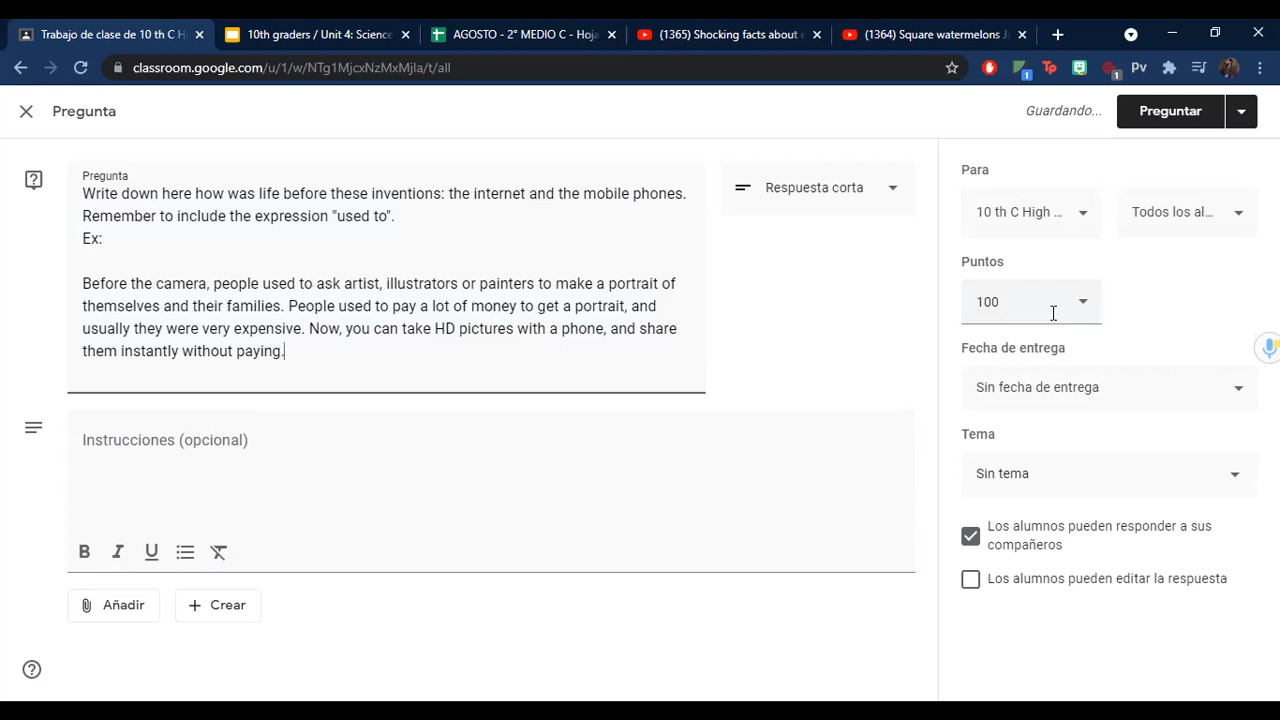 Trabajo de clase de 10 th C H
10th graders / Unit 4: Science
AGOSTO - 2° MEDIO C - Hoja
(1365) Shocking facts about e
(1364) Square watermelons Ja
classroom.google.com/u/1/w/NTg1MjcxNzMxMjla/t/all
Pregunta
Guardando...
Preguntar
Pregunta
Write down here how was life before these inventions: the internet and the mobile phones.
Remember to include the expression "used to".
Ex:
Before the camera, people used to ask artist, illustrators or painters to make a portrait of
themselves and their families. People used to pay a lot of money to get a portrait, and
usually they were very expensive. Now, you can take HD pictures with a phone, and share
them instantly without paying.
Respuesta corta
Instrucciones (opcional)
B I U
Añadir
Crear
Para
10 th C High ...
Todos los al...
Puntos
100
Fecha de entrega
Sin fecha de entrega
Tema
Sin tema
Los alumnos pueden responder a sus
compañeros
Los alumnos pueden editar la respuesta